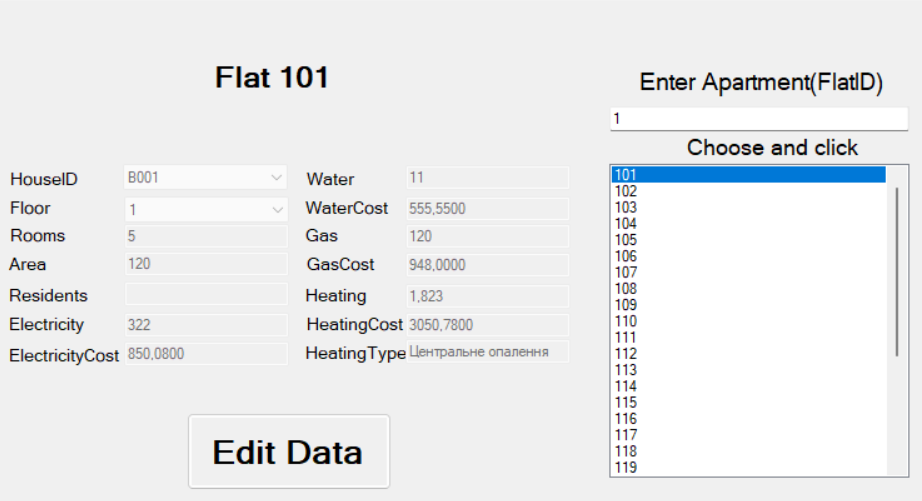 Flat 101
Enter Apartment(FlatID)
1
Choose and click
HouseID B001 Water 11
Floor 1 WaterCost 555,5500
Rooms 5 Gas 120
Area 120 GasCost 948,0000
Residents Heating 1,823
Electricity 322 HeatingCost 3050,7800
ElectricityCost 850,0800 HeatingType Центральне опалення
Edit Data
101
102
103
104
105
106
107
108
109
110
111
112
113
114
115
116
117
118
119